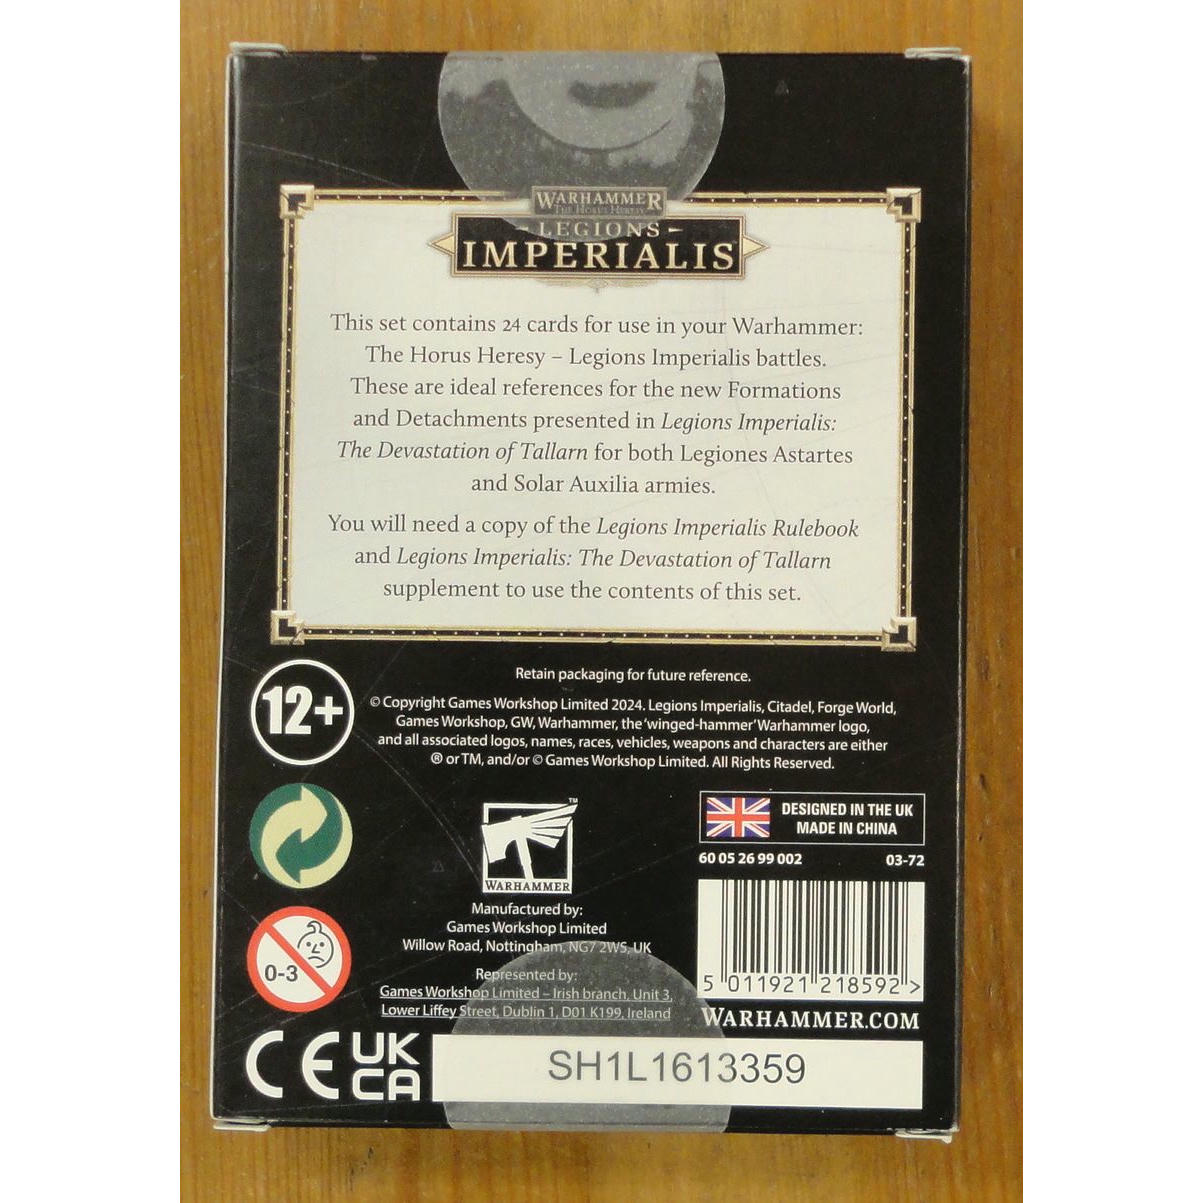 WARHAMMER
THE HORUS HERESY
LEGIONS
IMPERIALIS
This set contains 24 cards for use in your Warhammer:
The Horus Heresy – Legions Imperialis battles.
These are ideal references for the new Formations
and Detachments presented in Legions Imperialis:
The Devastation of Tallarn for both Legiones Astartes
and Solar Auxilia armies.
You will need a copy of the Legions Imperialis Rulebook
and Legions Imperialis: The Devastation of Tallarn
supplement to use the contents of this set.
Retain packaging for future reference.
© Copyright Games Workshop Limited 2024. Legions Imperialis, Citadel, Forge World,
Games Workshop, GW, Warhammer, the 'winged-hammer' Warhammer logo,
and all associated logos, names, races, vehicles, weapons and characters are either
® or TM, and/or © Games Workshop Limited. All Rights Reserved.
12+
0-3
TM
WARHAMMER
Manufactured by:
Games Workshop Limited
Willow Road, Nottingham, NG7 2WS, UK
Represented by:
Games Workshop Limited – Irish branch, Unit 3,
Lower Liffey Street, Dublin 1, D01 K199, Ireland
DESIGNED IN THE UK
MADE IN CHINA
60 05 26 99 002 03-72
5 011921 218592 >
WARHAMMER.COM
CE UK
CA
SH1L1613359